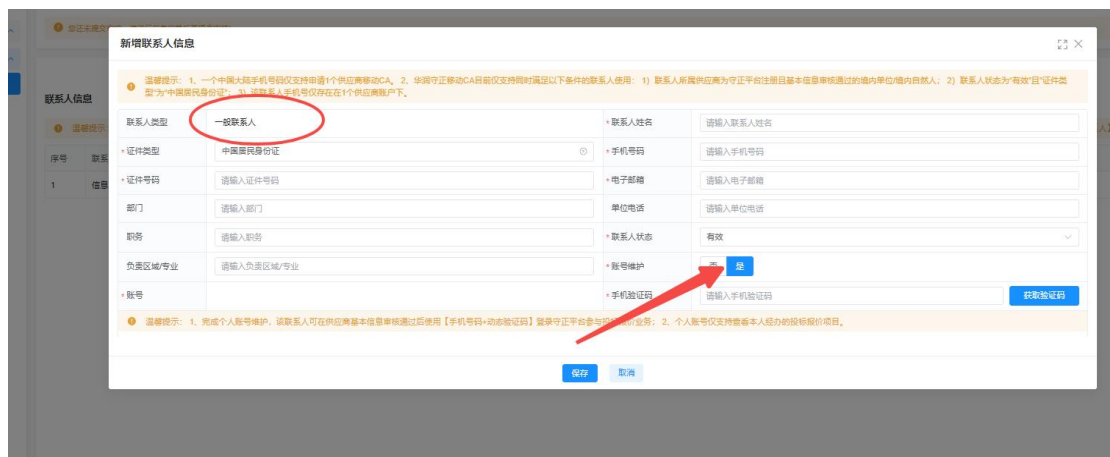 您还未提交
新增联系人信息
温馨提示: 1、一个中国大陆手机号码仅支持申请1个供应商移动CA。2、华润守正移动CA目前仅支持同时满足以下条件的联系人使用: 1) 联系人所属供应商为守正平台注册且基本信息审核通过的境内单位/境内自然人; 2) 联系人状态为“有效”且“证件类
型”为“中国居民身份证”; 3) 该联系人手机号仅存在在1个供应商账户下。
联系人信息
温馨提示
序号 联系
1 信息
联系人类型 一般联系人 *联系人姓名 请输入联系人姓名
*证件类型 中国居民身份证 *手机号码 请输入手机号码
*证件号码 请输入证件号码 *电子邮箱 请输入电子邮箱
部门 请输入部门 单位电话 请输入单位电话
职务 请输入职务 *联系人状态 有效
负责区域/专业 请输入负责区域/专业 *账号维护 否 是
*账号 *手机验证码 请输入手机验证码 获取验证码
温馨提示: 1、完成个人账号维护，该联系人可在供应商基本信息审核通过后使用【手机号码+动态验证码】登录守正平台参与投标报价业务; 2、个人账号仅支持查看本人经办的投标报价项目。
保存 取消